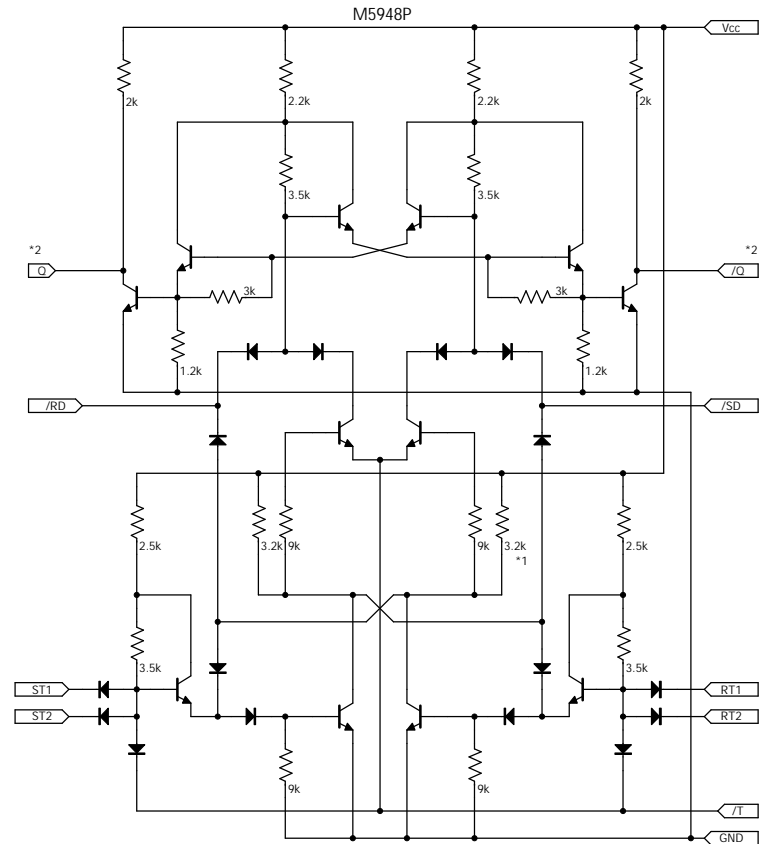 M5948P
Vcc
2k
2.2k
2.2k
2k
3.5k
3.5k
*2
*2
Q
/Q
3k
3k
1.2k
1.2k
/RD
/SD
2.5k
3.2k
9k
9k
3.2k
2.5k
*1
3.5k
3.5k
ST1
RT1
ST2
RT2
9k
9k
/T
GND